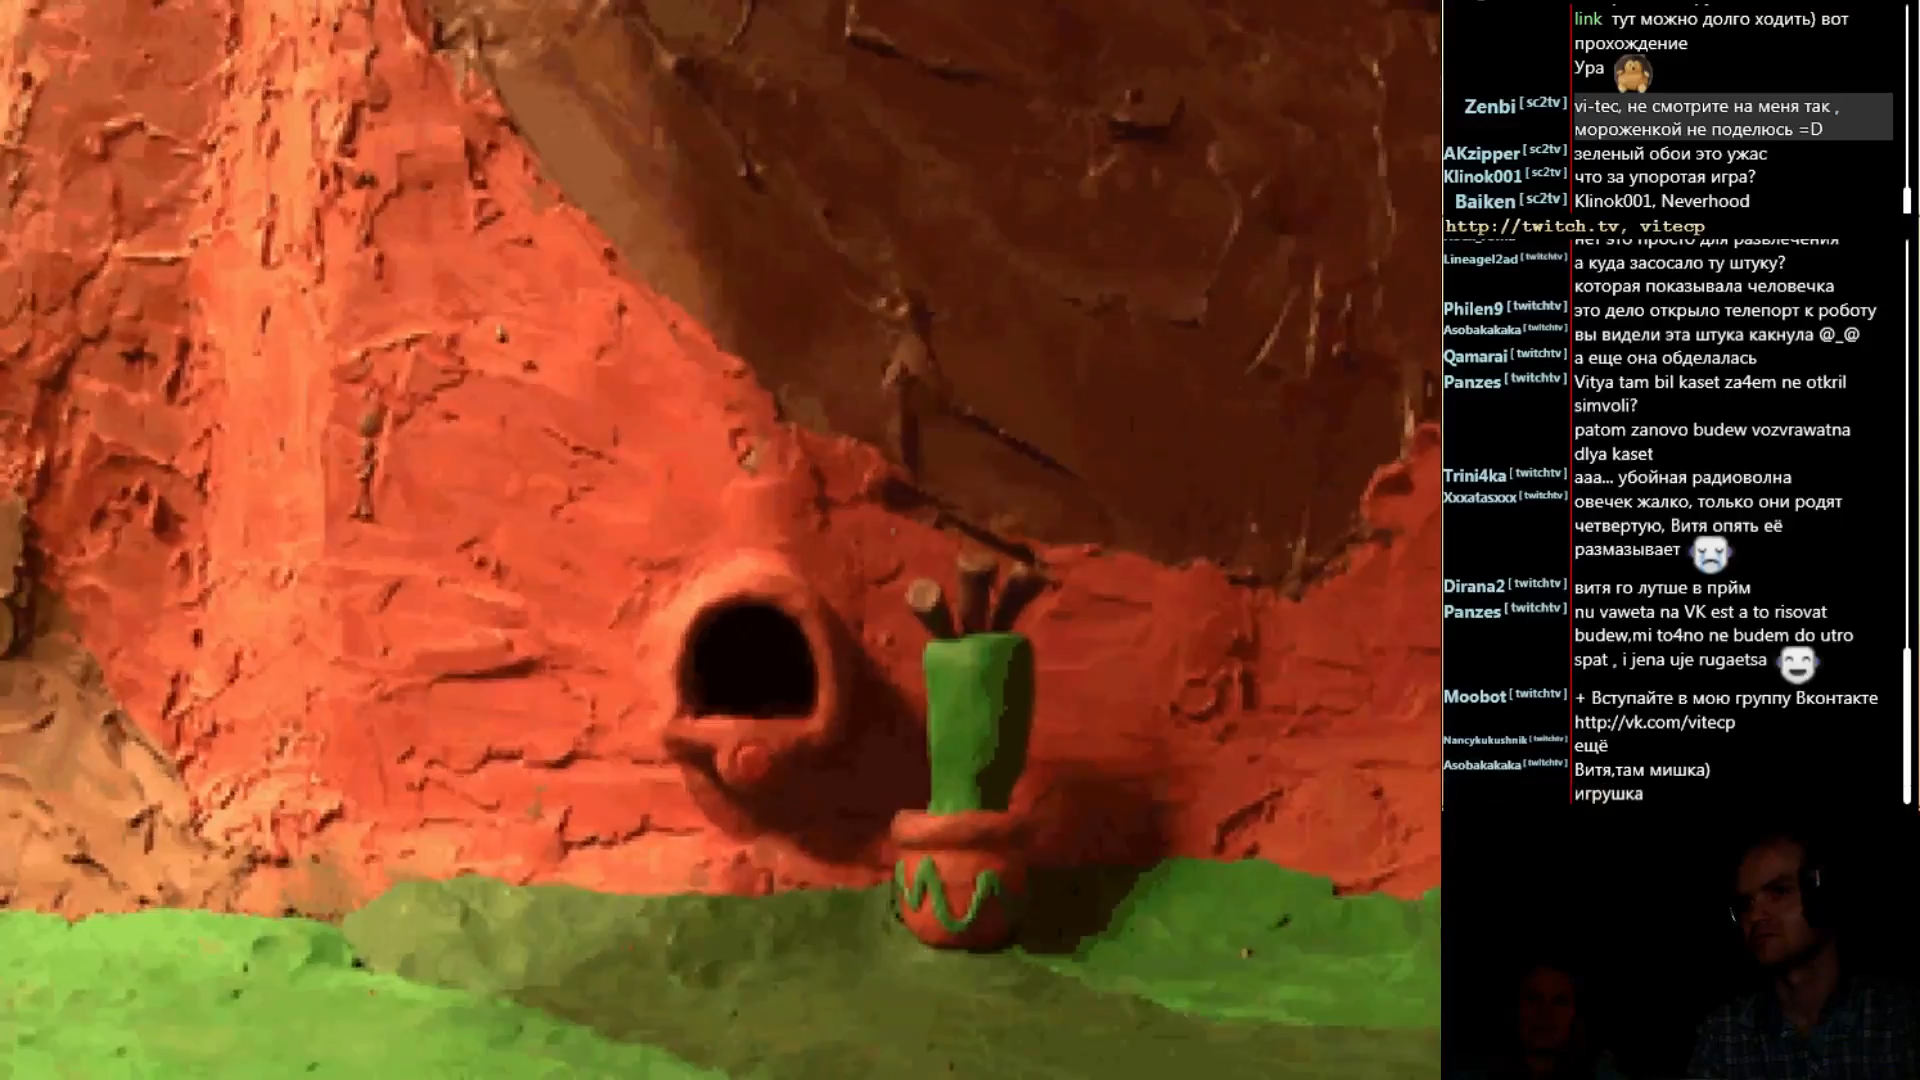 link тут можно долго ходить) вот
прохождение
Ура
Zenbi [sc2tv] vi-tec, не смотрите на меня так ,
мороженкой не поделюсь =D
AKzipper [sc2tv] зеленый обои это ужас
Klinok001 [sc2tv] что за упоротая игра?
Baiken [sc2tv] Klinok001, Neverhood
http://twitch.tv, vitecp
нет это просто для развлечения
Lineagel2ad [twitchtv] а куда засосало ту штуку?
которая показывала человечка
Philen9 [twitchtv] это дело открыло телепорт к роботу
Asobakakaka [twitchtv] вы видели эта штука какнула @_@
Qamarai [twitchtv] а еще она обделалась
Panzes [twitchtv] Vitya tam bil kaset za4em ne otkril
simvoli?
patom zanovo budew vozvrawatna
dlya kaset
Trini4ka [twitchtv] ааа... убойная радиоволна
Xxxatasxxx [twitchtv] овечек жалко, только они родят
четвертую, Витя опять её
размазывает
Dirana2 [twitchtv] витя го лутше в прйм
Panzes [twitchtv] nu vaweta na VK est a to risovat
budew,mi to4no ne budem do utro
spat , i jena uje rugaetsa
Moobot [twitchtv] + Вступайте в мою группу Вконтакте
http://vk.com/vitecp
Nancykukushnik [twitchtv] ещё
Asobakakaka [twitchtv] Витя,там мишка)
игрушка